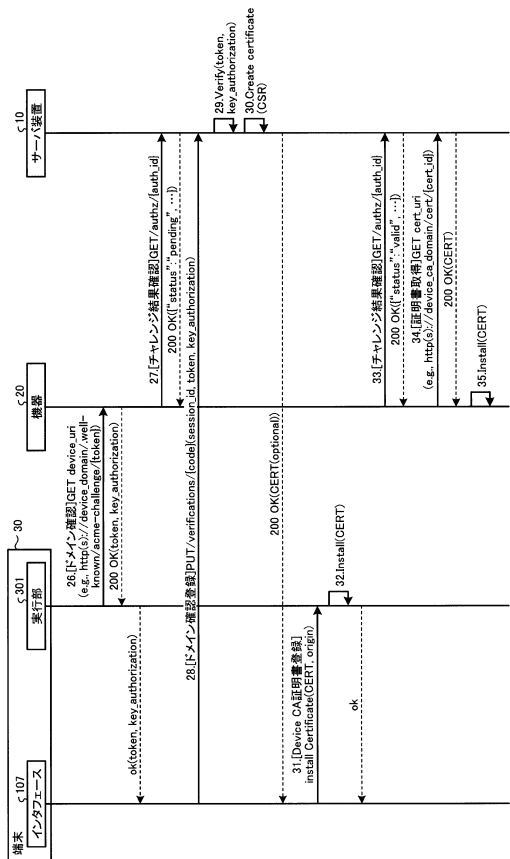 端末
30
107
インタフェース
301
実行部
20
機器
10
サーバ装置
26.[ドメイン確認]GET device_uri
(e.g., http(s)://device_domain/.well-
known/acme-challenge/[token])
200 OK(token, key_authorization)
ok(token, key_authorization)
27.[チャレンジ結果確認]GET/authz/[auth_id]
200 OK(["status":"pending", …])
28.[ドメイン確認登録]PUT/verifications/[code](session_id, token, key_authorization)
29.Verify(token,
key_authorization)
30.Create certificate
(CSR)
200 OK(CERT(optional))
31.[Device CA証明書登録]
install Certificate(CERT, origin)
32.Install(CERT)
ok
33.[チャレンジ結果確認]GET/authz/[auth_id]
200 OK(["status":"valid", …])
34.[証明書取得]GET cert_uri
(e.g., http(s)://device_ca_domain/cert/[cert_id])
200 OK(CERT)
35.Install(CERT)